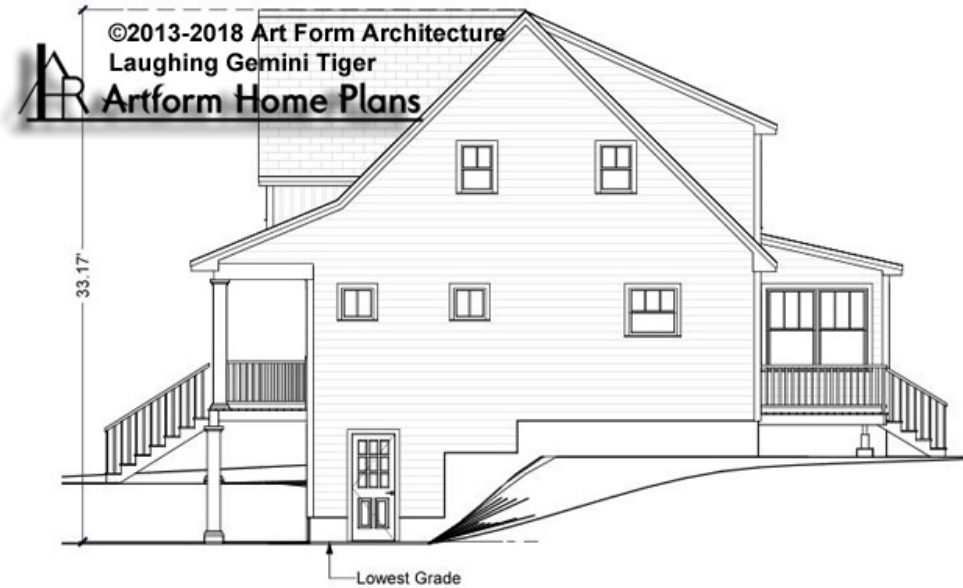 ©2013-2018 Art Form Architecture
Laughing Gemini Tiger
Artform Home Plans
33.17'
Lowest Grade